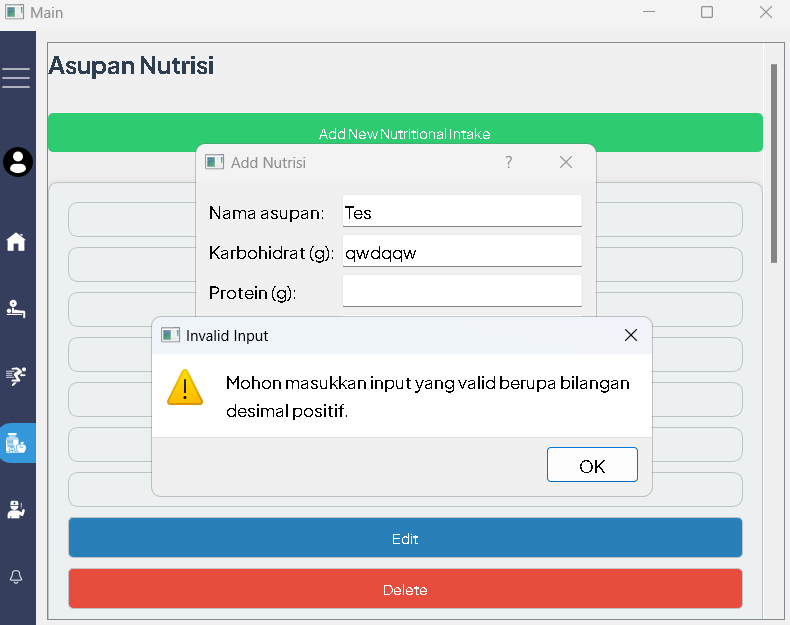 Main
Asupan Nutrisi
Add New Nutritional Intake
Add Nutrisi
?
Nama asupan: Tes
Karbohidrat (g): qwdqqw
Protein (g):
Invalid Input
Mohon masukkan input yang valid berupa bilangan
desimal positif.
OK
Edit
Delete